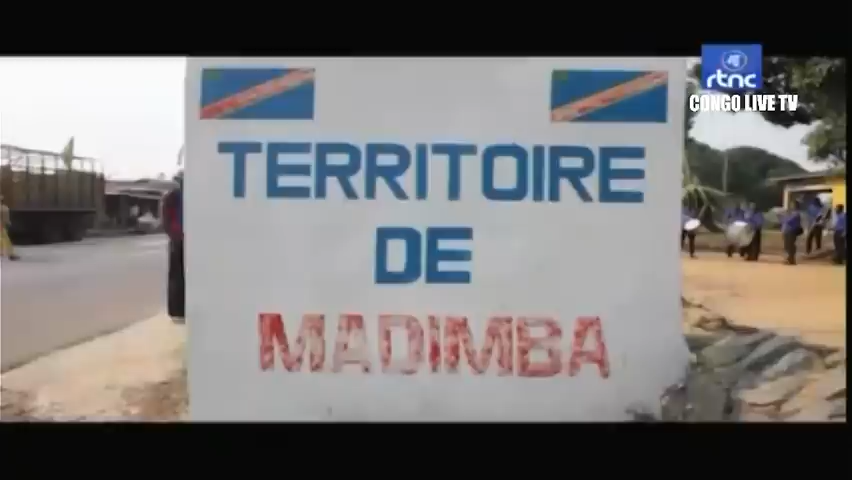 rtnc
CONGO LIVE TV
TERRITOIRE
DE
MADIMBA